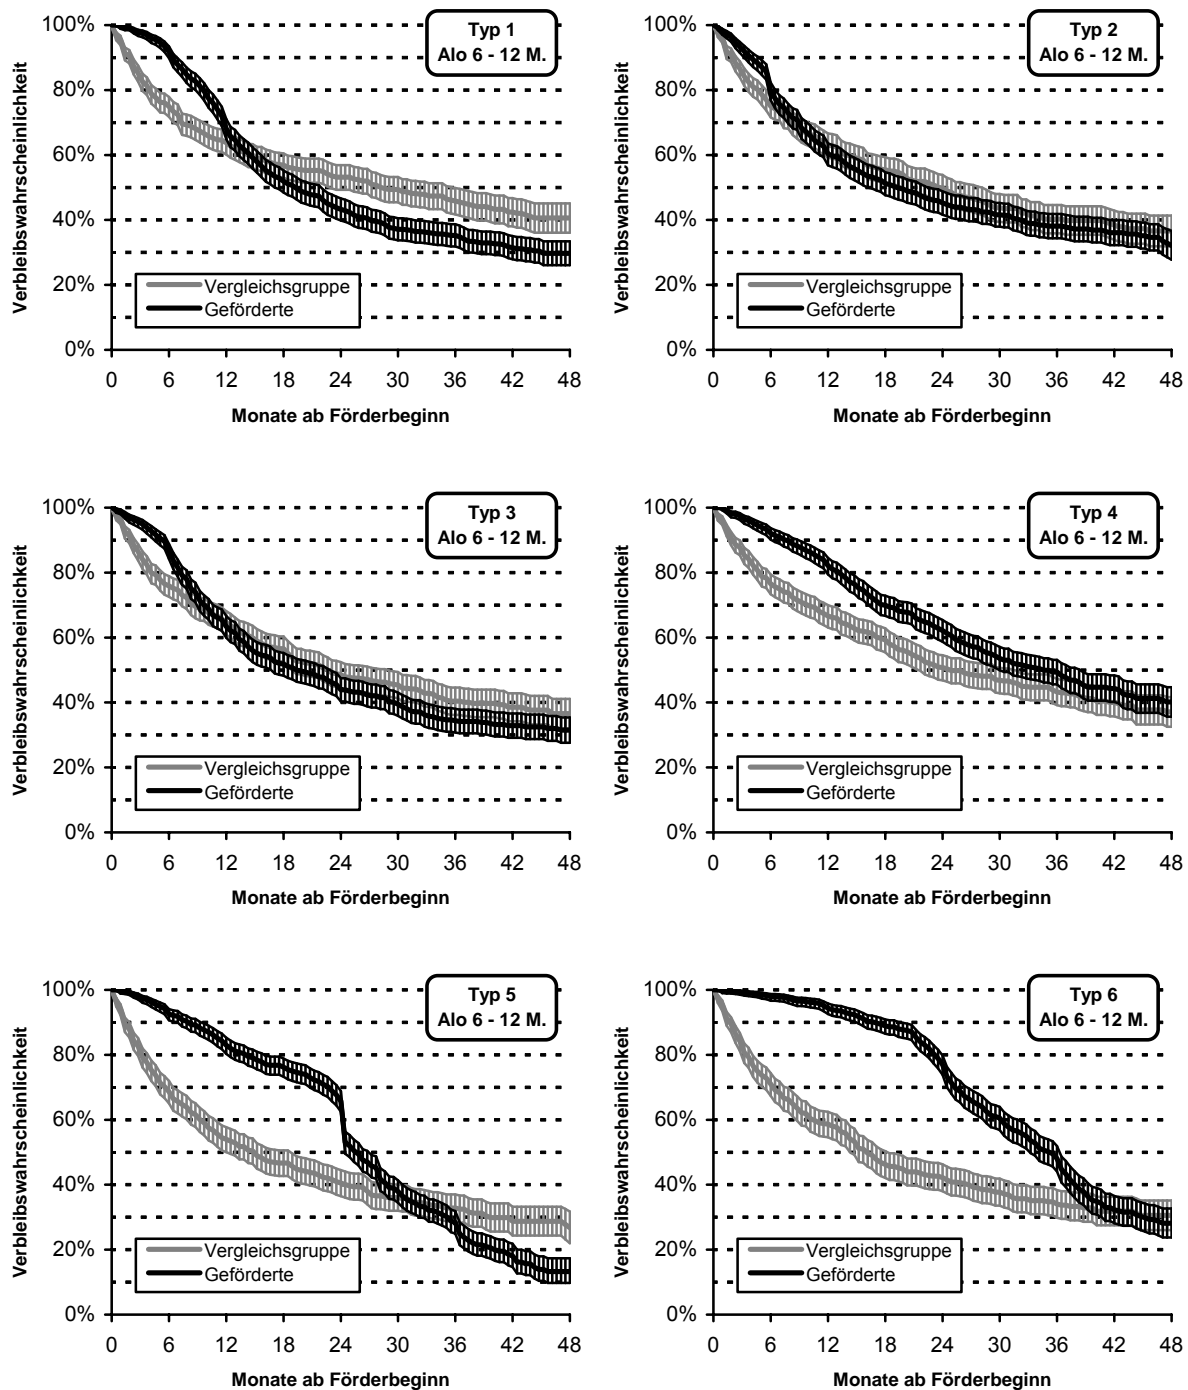 Typ 1
Alo 6 - 12 M.
Verbleibswahrscheinlichkeit
100%
80%
60%
40%
20%
0%
Vergleichsgruppe
Geförderte
0 6 12 18 24 30 36 42 48
Monate ab Förderbeginn
Typ 2
Alo 6 - 12 M.
Verbleibswahrscheinlichkeit
100%
80%
60%
40%
20%
0%
Vergleichsgruppe
Geförderte
0 6 12 18 24 30 36 42 48
Monate ab Förderbeginn
Typ 3
Alo 6 - 12 M.
Verbleibswahrscheinlichkeit
100%
80%
60%
40%
20%
0%
Vergleichsgruppe
Geförderte
0 6 12 18 24 30 36 42 48
Monate ab Förderbeginn
Typ 4
Alo 6 - 12 M.
Verbleibswahrscheinlichkeit
100%
80%
60%
40%
20%
0%
Vergleichsgruppe
Geförderte
0 6 12 18 24 30 36 42 48
Monate ab Förderbeginn
Typ 5
Alo 6 - 12 M.
Verbleibswahrscheinlichkeit
100%
80%
60%
40%
20%
0%
Vergleichsgruppe
Geförderte
0 6 12 18 24 30 36 42 48
Monate ab Förderbeginn
Typ 6
Alo 6 - 12 M.
Verbleibswahrscheinlichkeit
100%
80%
60%
40%
20%
0%
Vergleichsgruppe
Geförderte
0 6 12 18 24 30 36 42 48
Monate ab Förderbeginn